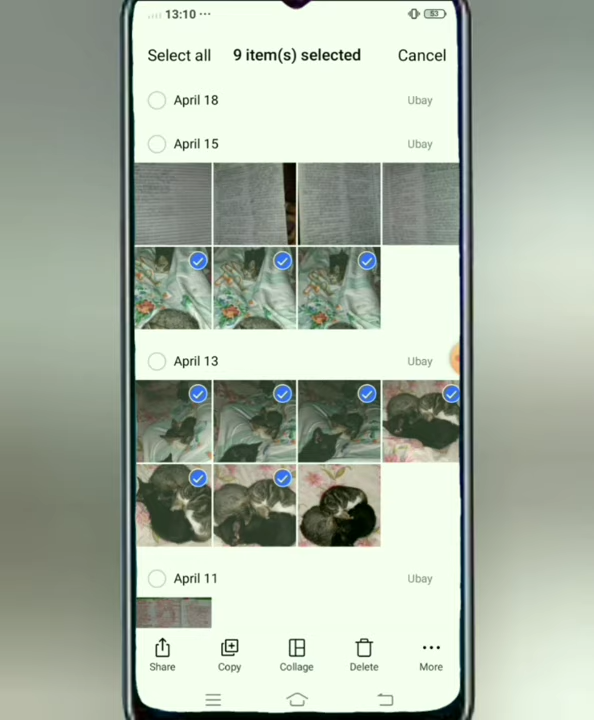 13:10 ···
53
Select all 9 item(s) selected Cancel
April 18 Ubay
April 15 Ubay
April 13 Ubay
April 11 Ubay
Share Copy Collage Delete More